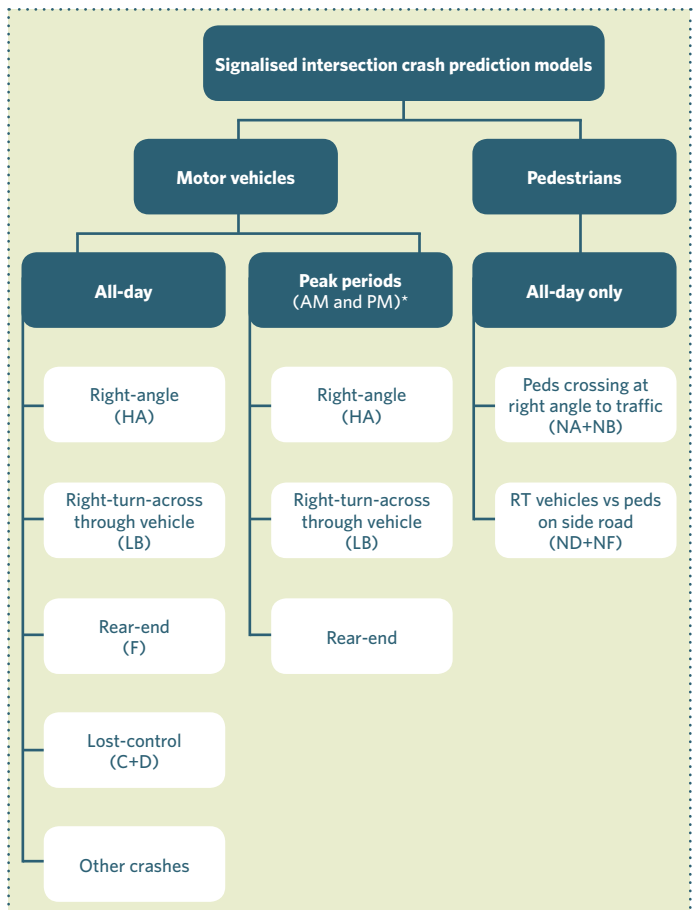 Signalised intersection crash prediction models
Motor vehicles
Pedestrians
All-day
Peak periods
(AM and PM)*
All-day only
Right-angle
(HA)
Right-turn-across
through vehicle
(LB)
Rear-end
(F)
Lost-control
(C+D)
Other crashes
Right-angle
(HA)
Right-turn-across
through vehicle
(LB)
Rear-end
Peds crossing at
right angle to traffic
(NA+NB)
RT vehicles vs peds
on side road
(ND+NF)